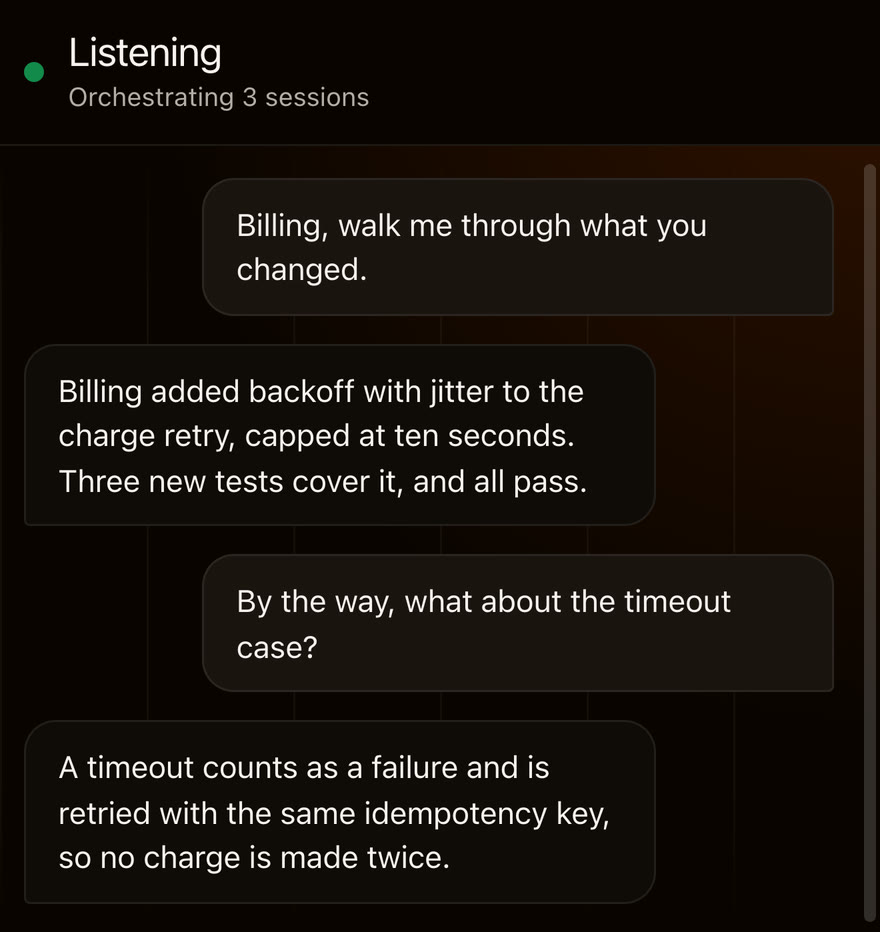 Listening
Orchestrating 3 sessions
Billing, walk me through what you
changed.
Billing added backoff with jitter to the
charge retry, capped at ten seconds.
Three new tests cover it, and all pass.
By the way, what about the timeout
case?
A timeout counts as a failure and is
retried with the same idempotency key,
so no charge is made twice.